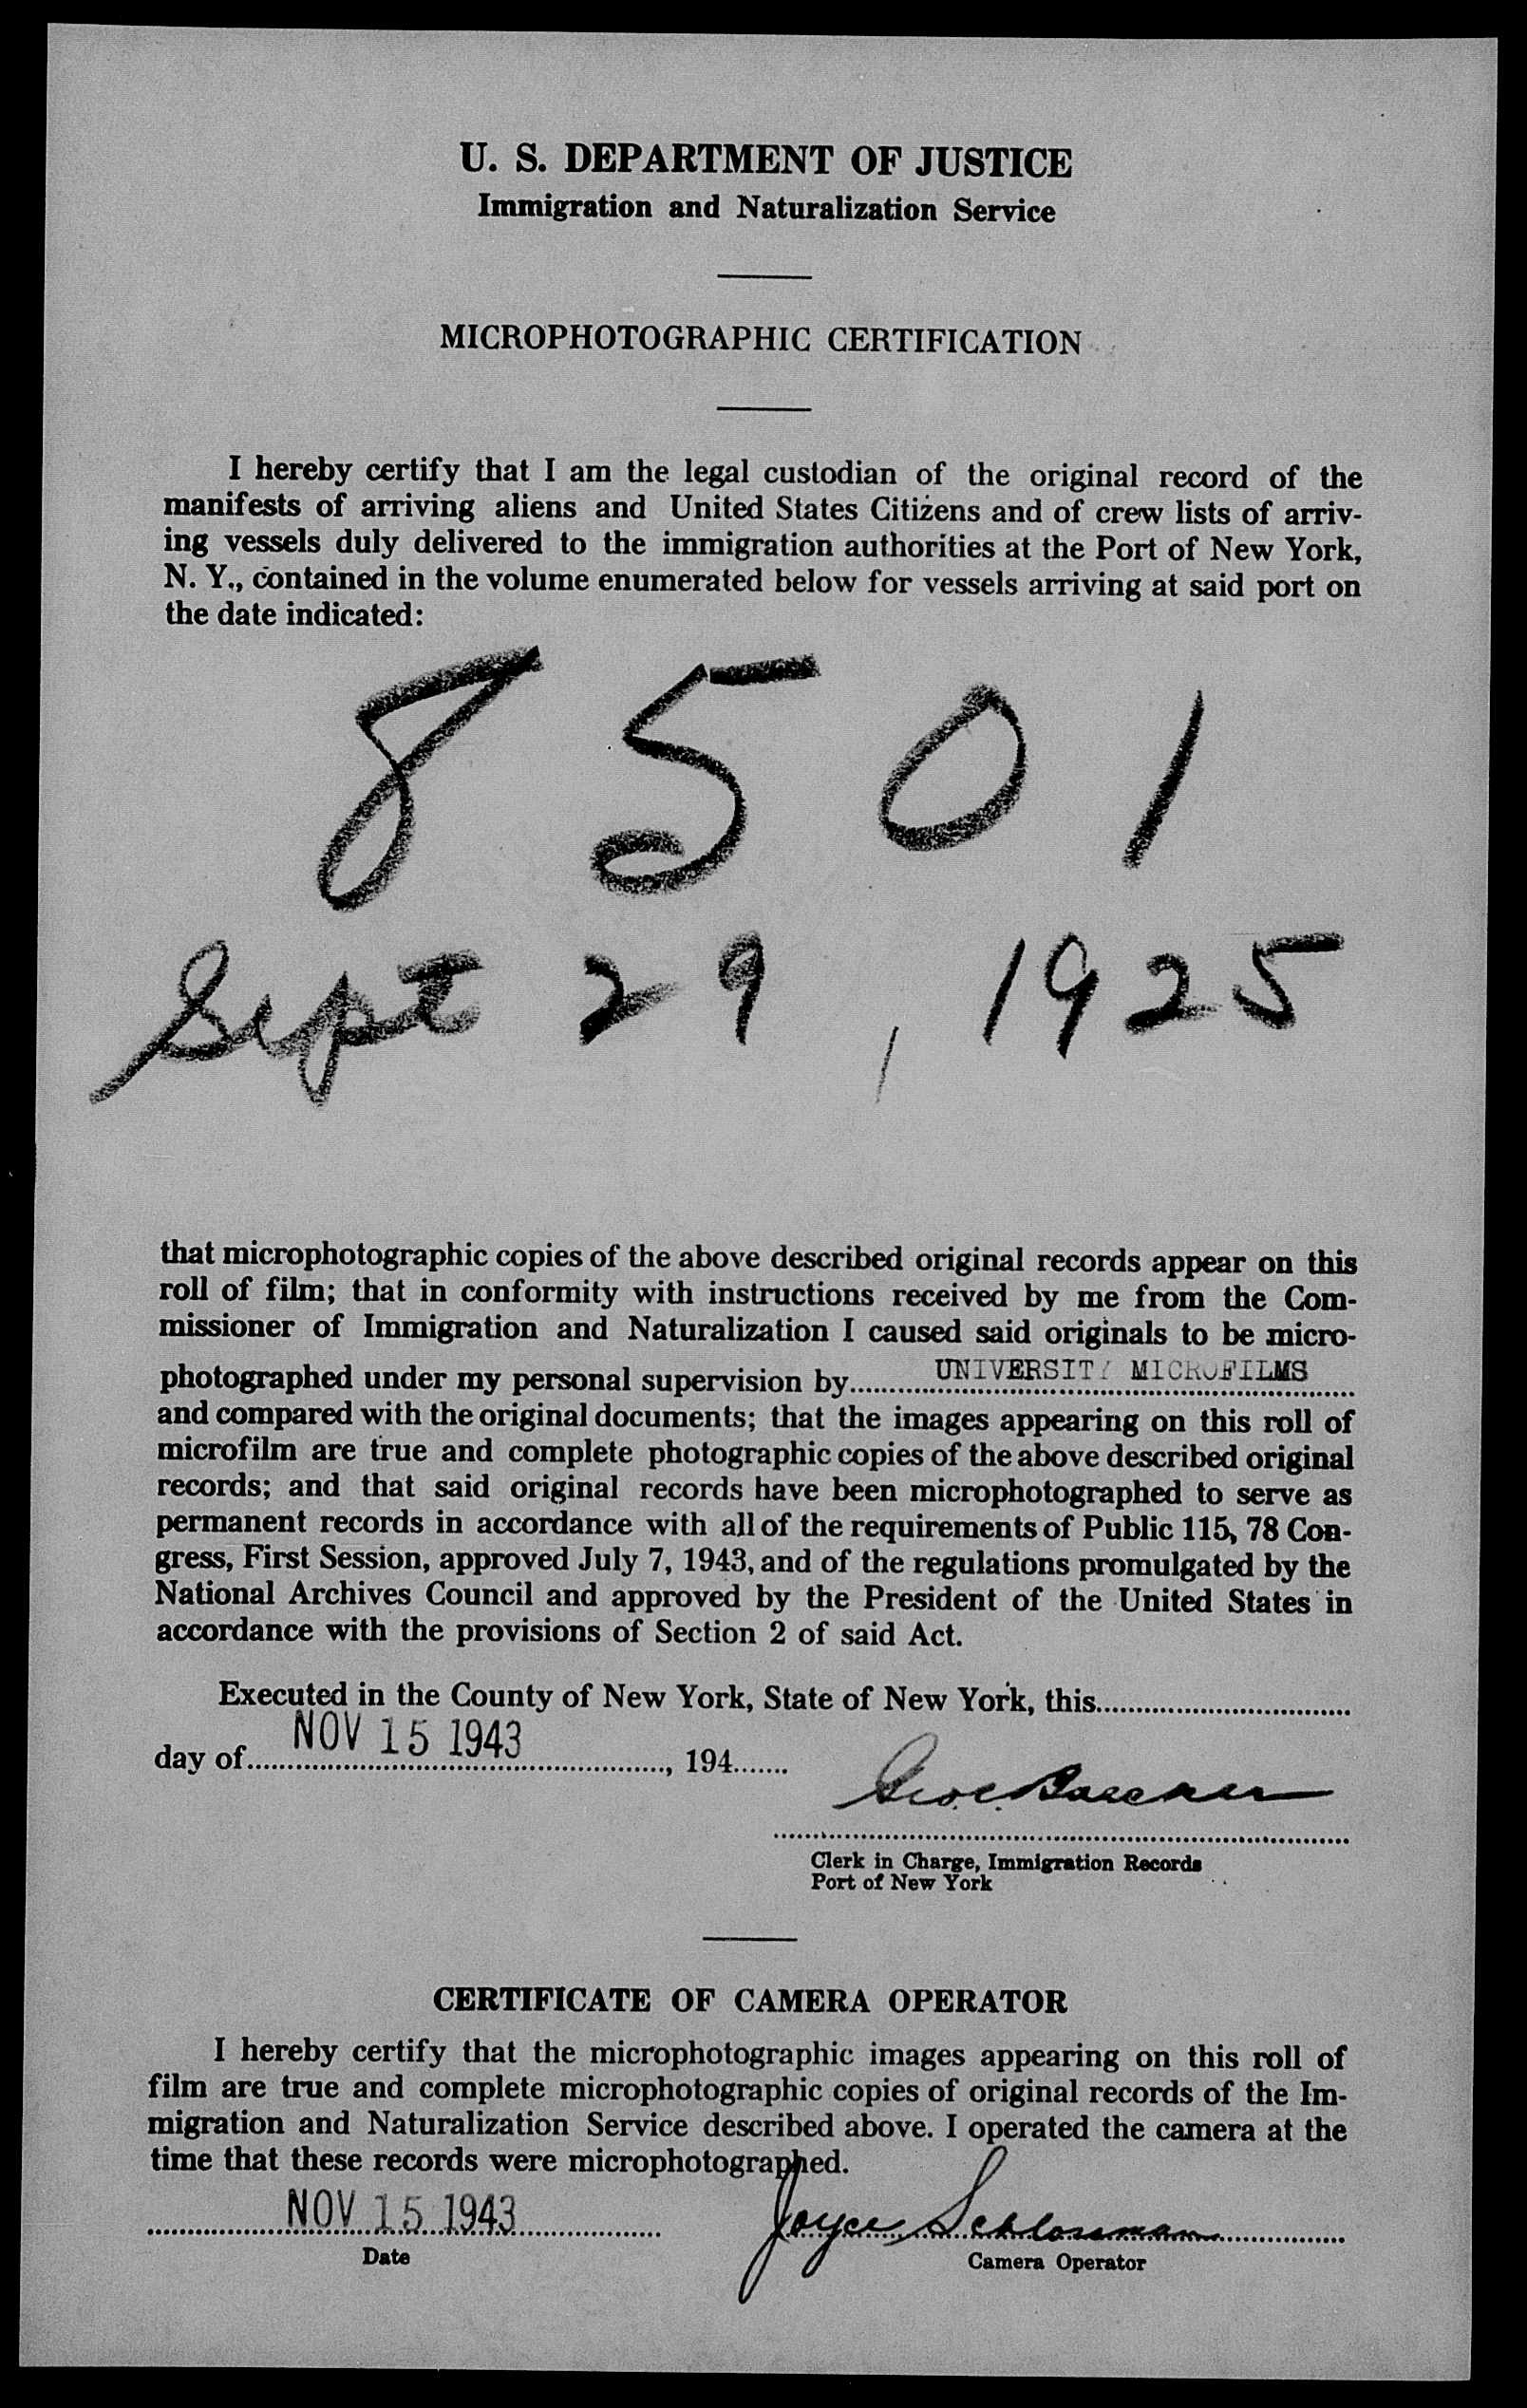 U. S. DEPARTMENT OF JUSTICE
Immigration and Naturalization Service
MICROPHOTOGRAPHIC CERTIFICATION
I hereby certify that I am the legal custodian of the original record of the
manifests of arriving aliens and United States Citizens and of crew lists of arriv-
ing vessels duly delivered to the immigration authorities at the Port of New York,
N. Y., contained in the volume enumerated below for vessels arriving at said port on
the date indicated:
8501
Sept 29, 1925
that microphotographic copies of the above described original records appear on this
roll of film; that in conformity with instructions received by me from the Com-
missioner of Immigration and Naturalization I caused said originals to be micro-
photographed under my personal supervision by UNIVERSITY MICROFILMS
and compared with the original documents; that the images appearing on this roll of
microfilm are true and complete photographic copies of the above described original
records; and that said original records have been microphotographed to serve as
permanent records in accordance with all of the requirements of Public 115, 78 Con-
gress, First Session, approved July 7, 1943, and of the regulations promulgated by the
National Archives Council and approved by the President of the United States in
accordance with the provisions of Section 2 of said Act.
Executed in the County of New York, State of New York, this
day of NOV 15 1943, 194
Clerk in Charge, Immigration Records
Port of New York
CERTIFICATE OF CAMERA OPERATOR
I hereby certify that the microphotographic images appearing on this roll of
film are true and complete microphotographic copies of original records of the Im-
migration and Naturalization Service described above. I operated the camera at the
time that these records were microphotographed.
NOV 15 1943 Joyce Schlossman
Date Camera Operator